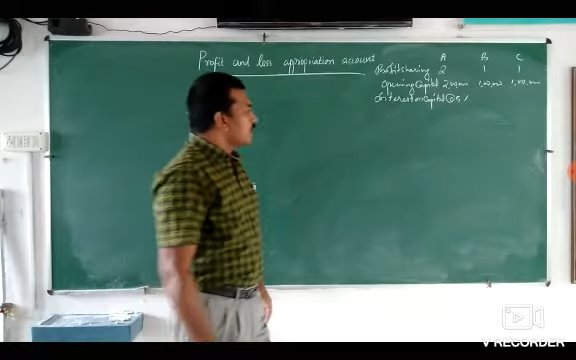 Profit and loss appropriation account
A B C
Profit sharing 2 1 1
Opening Capital 2,00,000 1,00,000 1,00,000
Interest on Capital @ 5%
V RECORDER